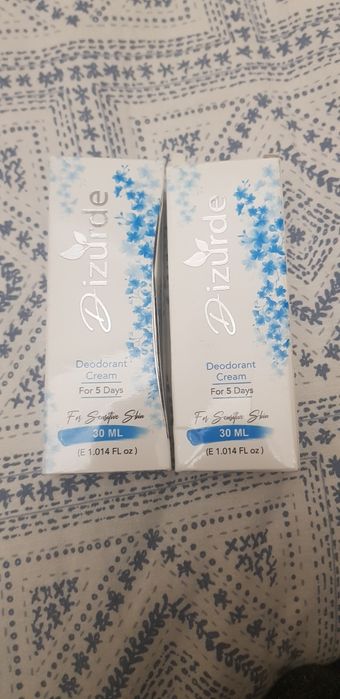 Dizurde
Deodorant
Cream
For 5 Days
For Sensitive Skin
30 ML
(E 1.014 FL oz)
Dizurde
Deodorant
Cream
For 5 Days
For Sensitive Skin
30 ML
(E 1.014 FL oz)